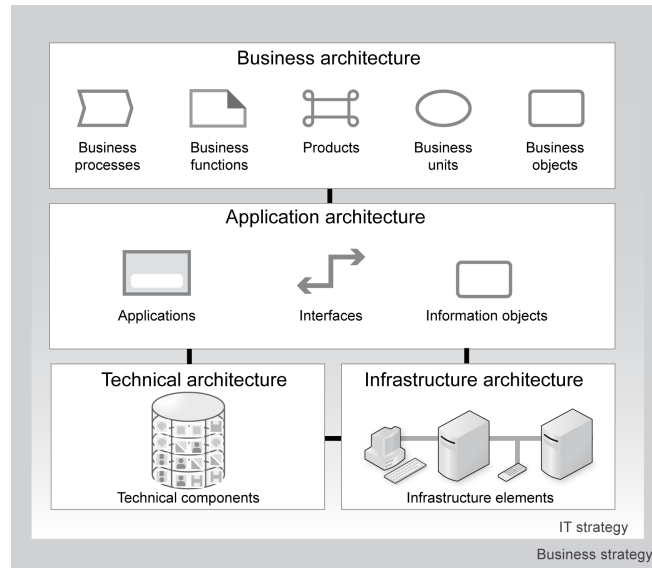 Business architecture
Business
processes
Business
functions
Products
Business
units
Business
objects
Application architecture
Applications
Interfaces
Information objects
Technical architecture
Technical components
Infrastructure architecture
Infrastructure elements
IT strategy
Business strategy